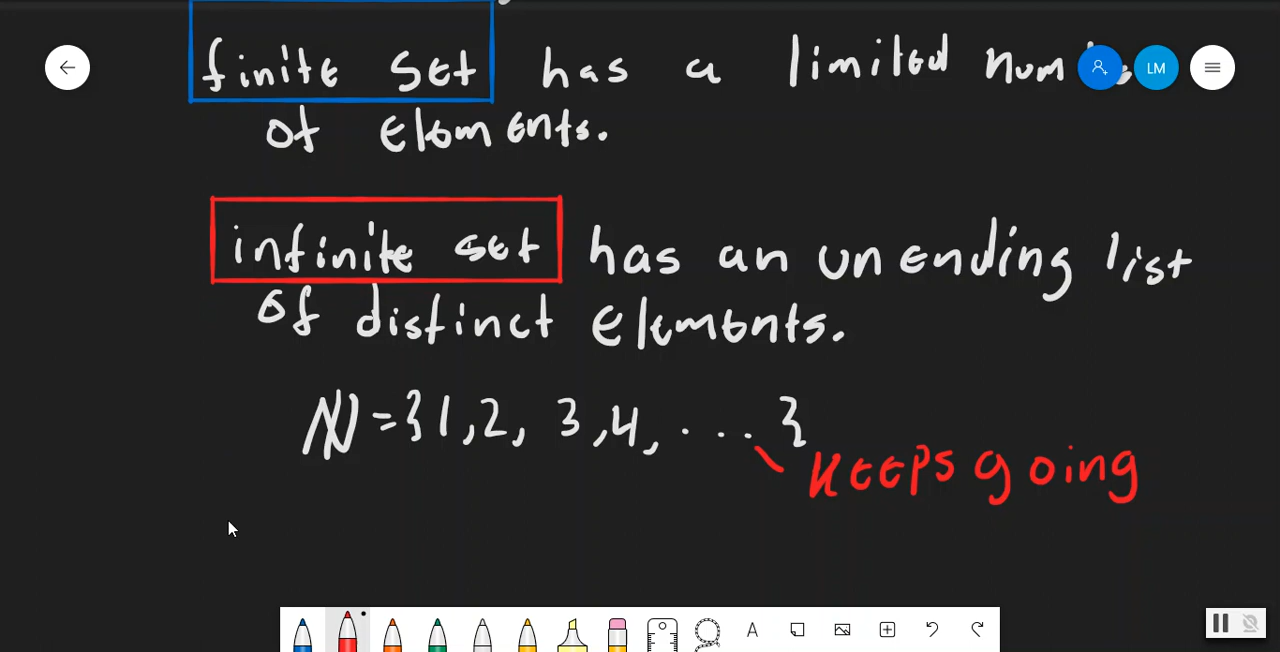 finite set has a limited num
of elements.
LM
infinite set has an unending list
of distinct elements.
ℕ = {1, 2, 3, 4, . . . }
keeps going
A